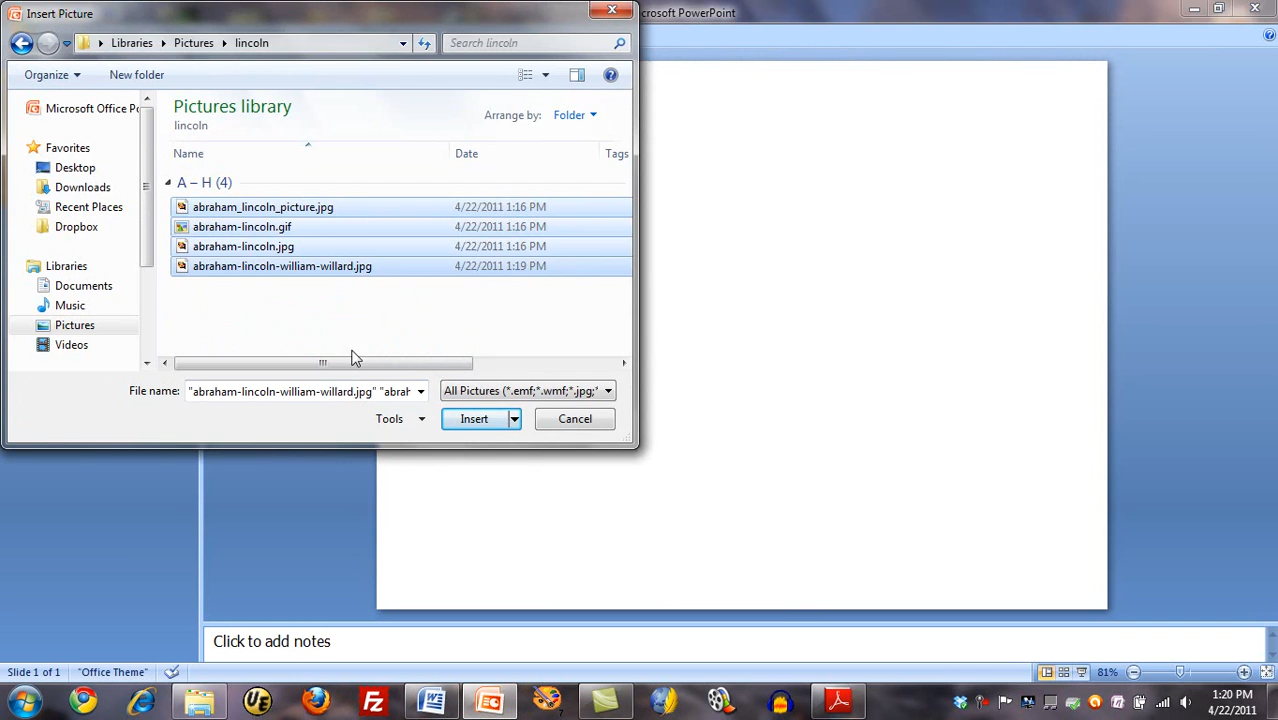 Insert Picture
crosoft PowerPoint
Libraries Pictures lincoln
Search lincoln
Organize New folder
Microsoft Office Po
Pictures library
lincoln
Arrange by: Folder
Name Date Tags
Favorites
Desktop
Downloads
Recent Places
Dropbox
Libraries
Documents
Music
Pictures
Videos
A – H (4)
abraham_lincoln_picture.jpg 4/22/2011 1:16 PM
abraham-lincoln.gif 4/22/2011 1:16 PM
abraham-lincoln.jpg 4/22/2011 1:16 PM
abraham-lincoln-william-willard.jpg 4/22/2011 1:19 PM
File name: "abraham-lincoln-william-willard.jpg" "abrah
All Pictures (*.emf;*.wmf;*.jpg;*
Tools Insert Cancel
Click to add notes
Slide 1 of 1 "Office Theme" 81%
UE FZ W
1:20 PM
4/22/2011